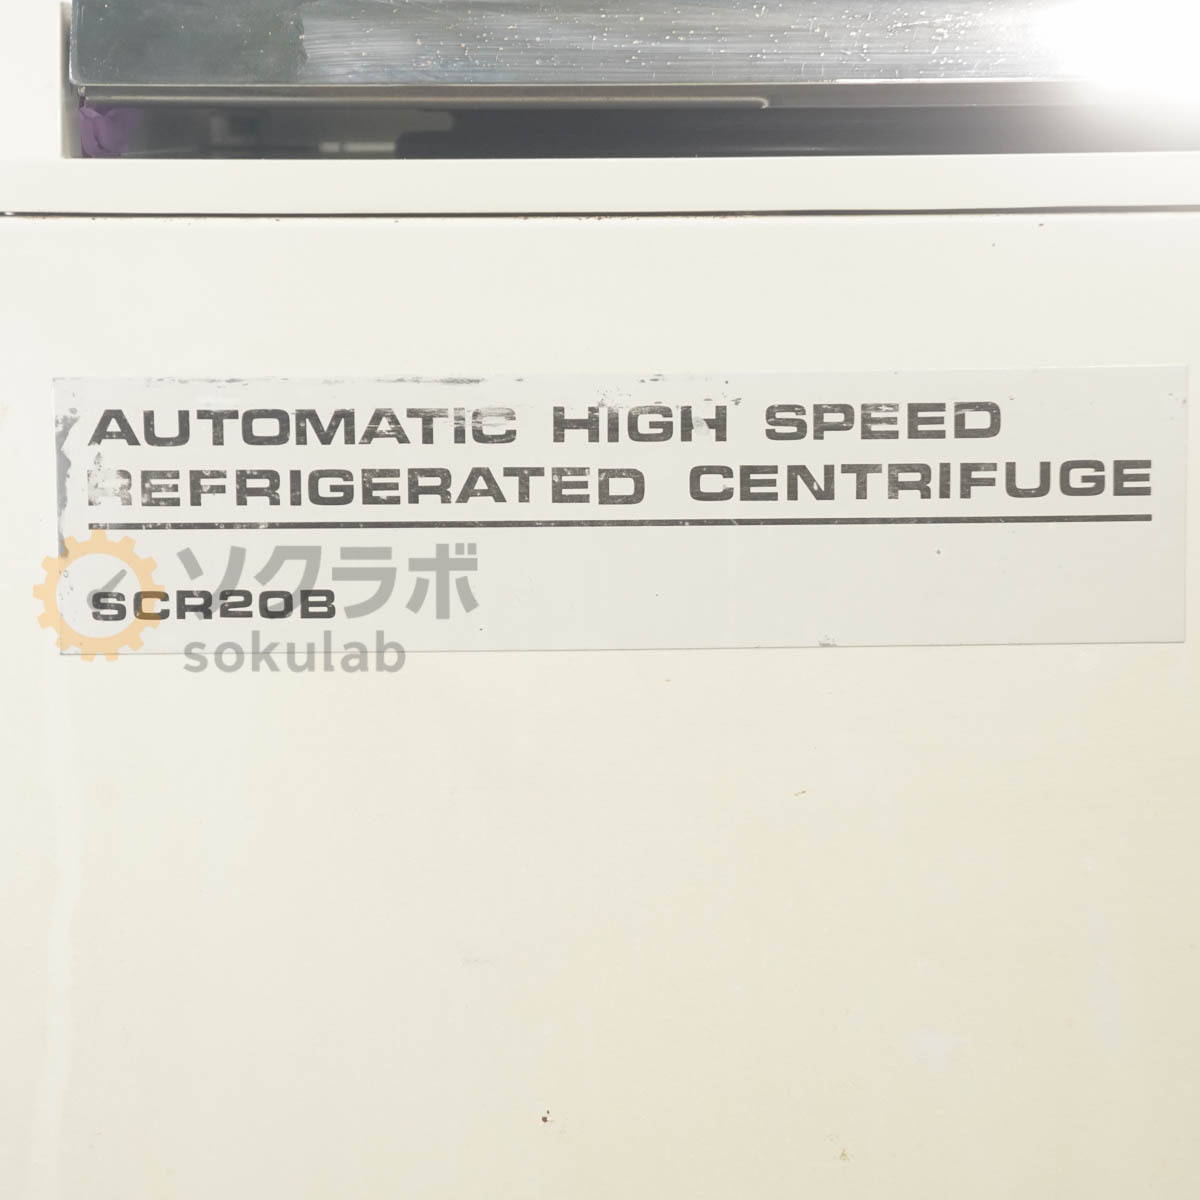 AUTOMATIC HIGH SPEED
REFRIGERATED CENTRIFUGE
ソクラボ
SCR20B
sokulab